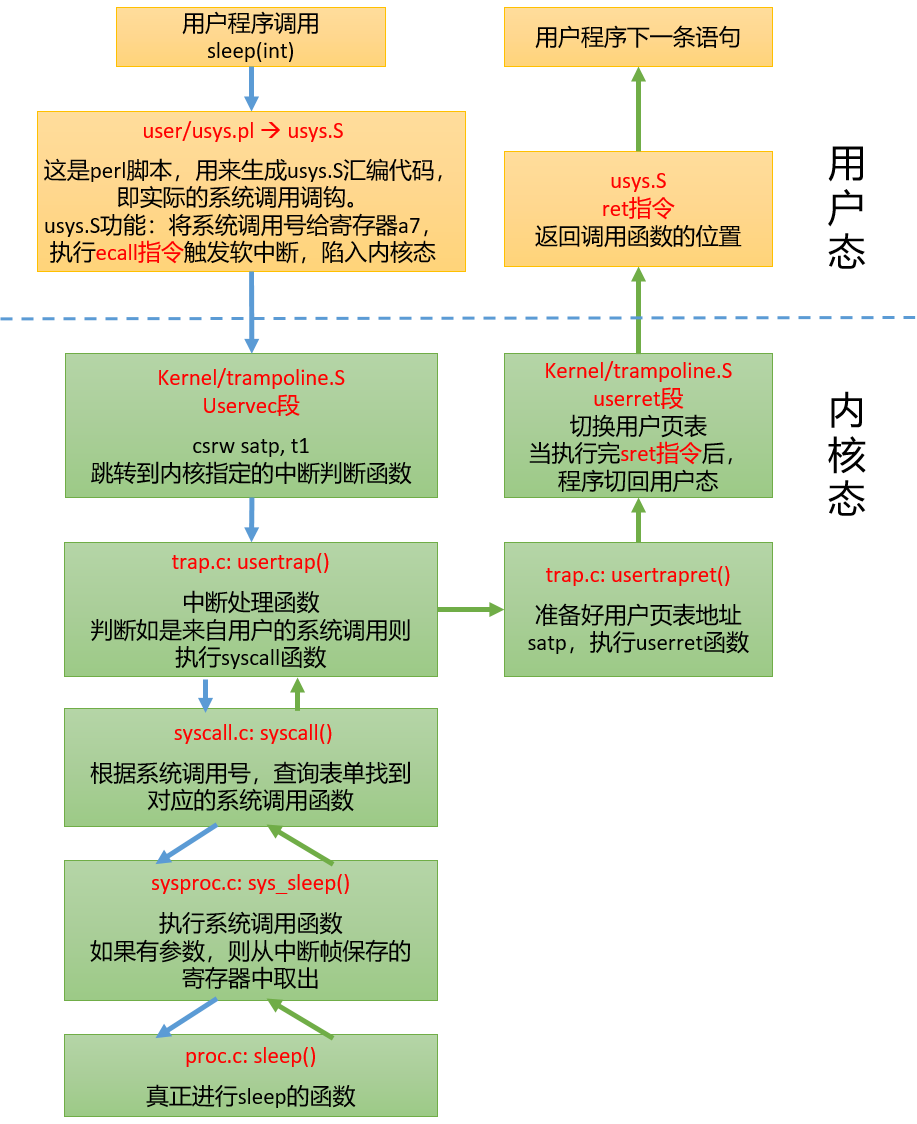 用户程序调用
sleep(int)
user/usys.pl → usys.S
这是perl脚本，用来生成usys.S汇编代码，
即实际的系统调用调钩。
usys.S功能：将系统调用号给寄存器a7，
执行ecall指令触发软中断，陷入内核态
Kernel/trampoline.S
Uservec段
csrw satp, t1
跳转到内核指定的中断判断函数
trap.c: usertrap()
中断处理函数
判断如是来自用户的系统调用则
执行syscall函数
syscall.c: syscall()
根据系统调用号，查询表单找到
对应的系统调用函数
sysproc.c: sys_sleep()
执行系统调用函数
如果有参数，则从中断帧保存的
寄存器中取出
proc.c: sleep()
真正进行sleep的函数
trap.c: usertrapret()
准备好用户页表地址
satp，执行userret函数
Kernel/trampoline.S
userret段
切换用户页表
当执行完sret指令后，
程序切回用户态
usys.S
ret指令
返回调用函数的位置
用户程序下一条语句
用户态
内核态